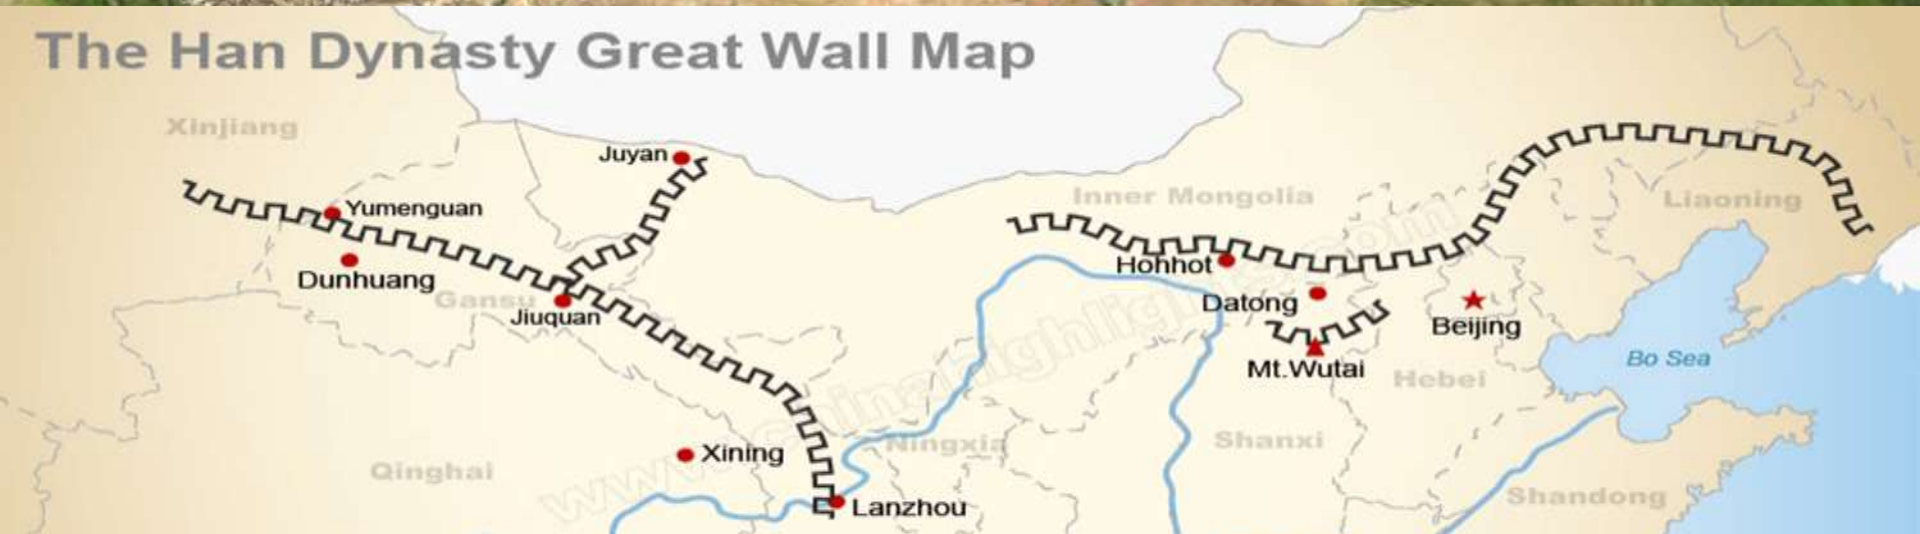 The Han Dynasty Great Wall Map
Xinjiang
Juyan
Inner Mongolia
Liaoning
Yumenguan
Hohhot
Dunhuang
Gansu
Jiuquan
Datong
Beijing
Mt.Wutai
Bo Sea
Hebei
Xining
Ningxia
Shanxi
Qinghai
Lanzhou
Shandong